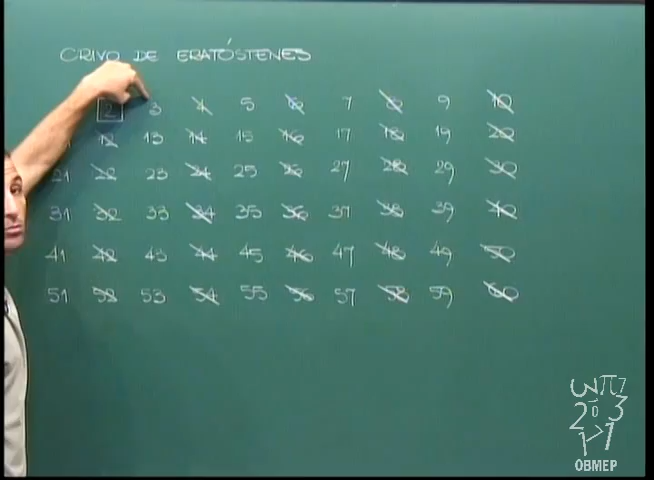 CRIVO DE ERATÓSTENES
2 3 4 5 6 7 8 9 10
12 13 14 15 16 17 18 19 20
21 22 23 24 25 26 27 28 29 30
31 32 33 34 35 36 37 38 39 40
41 42 43 44 45 46 47 48 49 50
51 52 53 54 55 56 57 58 59 60
OBMEP